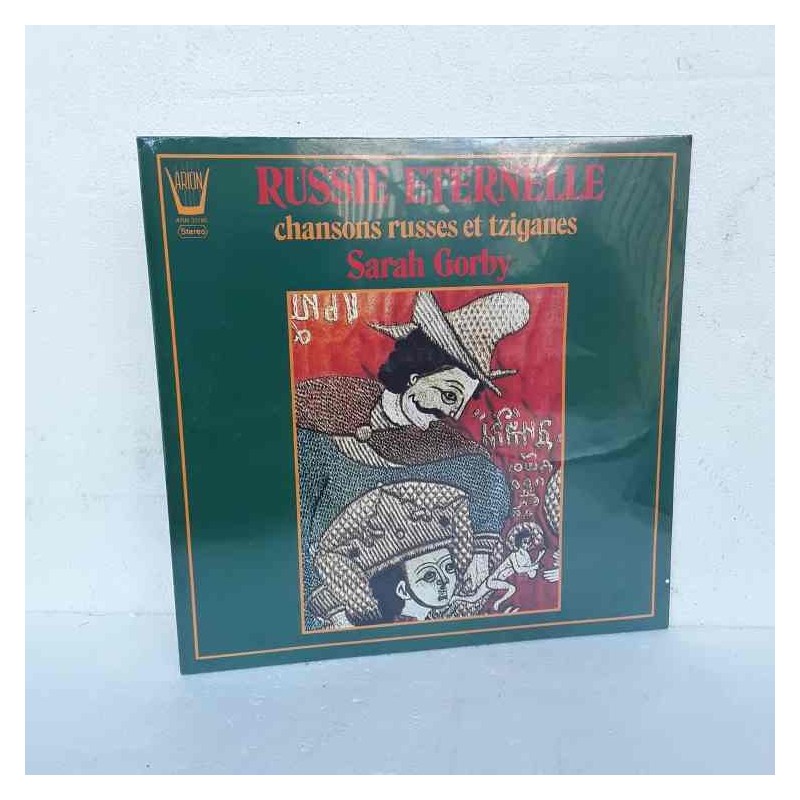 ARION
Stereo
RUSSIE ETERNELLE
chansons russes et tziganes
Sarah Gorby